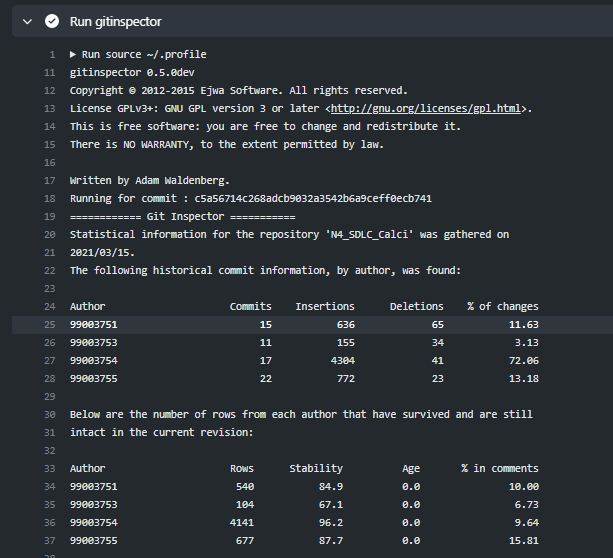 Run gitinspector
1 ▶ Run source ~/.profile
11 gitinspector 0.5.0dev
12 Copyright © 2012-2015 Ejwa Software. All rights reserved.
13 License GPLv3+: GNU GPL version 3 or later <http://gnu.org/licenses/gpl.html>.
14 This is free software: you are free to change and redistribute it.
15 There is NO WARRANTY, to the extent permitted by law.
16
17 Written by Adam Waldenberg.
18 Running for commit : c5a56714c268adcb9032a3542b6a9ceff0ecb741
19 ============ Git Inspector ===========
20 Statistical information for the repository 'N4_SDLC_Calci' was gathered on
21 2021/03/15.
22 The following historical commit information, by author, was found:
23
24 Author Commits Insertions Deletions % of changes
25 99003751 15 636 65 11.63
26 99003753 11 155 34 3.13
27 99003754 17 4304 41 72.06
28 99003755 22 772 23 13.18
29
30 Below are the number of rows from each author that have survived and are still
31 intact in the current revision:
32
33 Author Rows Stability Age % in comments
34 99003751 540 84.9 0.0 10.00
35 99003753 104 67.1 0.0 6.73
36 99003754 4141 96.2 0.0 9.64
37 99003755 677 87.7 0.0 15.81